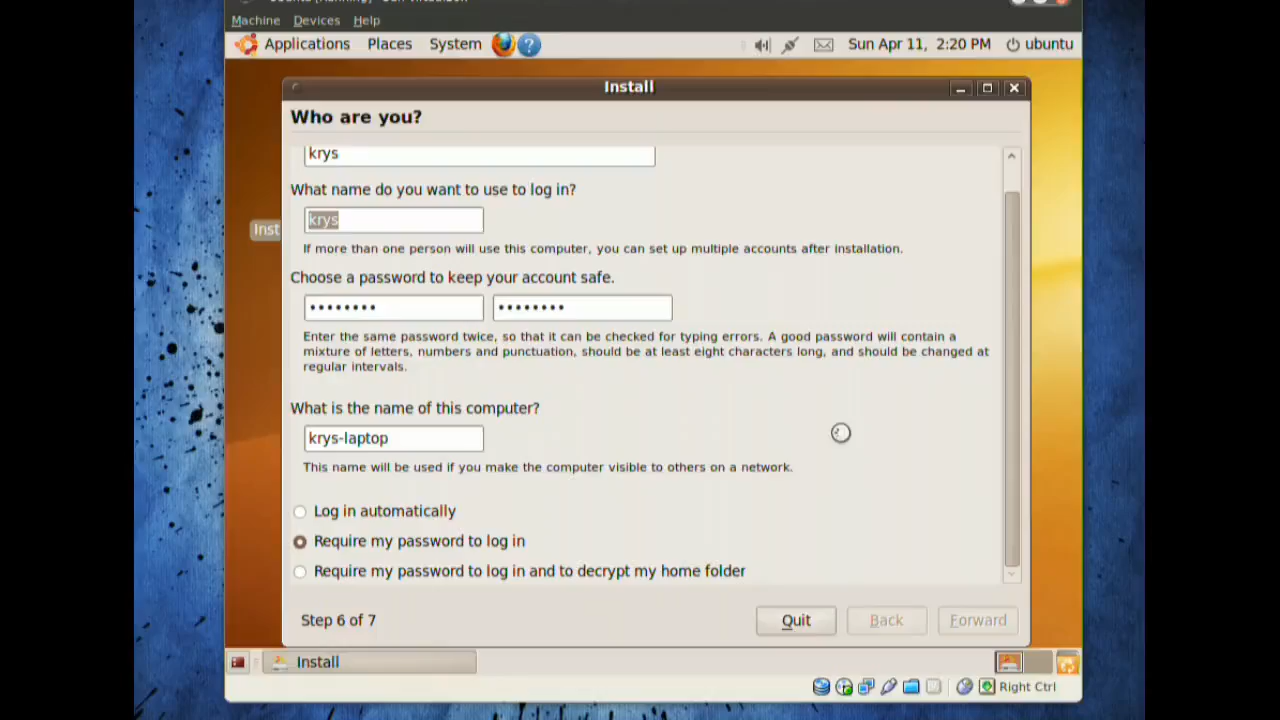 Machine Devices Help
Applications Places System Sun Apr 11, 2:20 PM ubuntu
Install
Who are you?
krys
What name do you want to use to log in?
krys
Inst
If more than one person will use this computer, you can set up multiple accounts after installation.
Choose a password to keep your account safe.
•••••••• ••••••••
Enter the same password twice, so that it can be checked for typing errors. A good password will contain a
mixture of letters, numbers and punctuation, should be at least eight characters long, and should be changed at
regular intervals.
What is the name of this computer?
krys-laptop
This name will be used if you make the computer visible to others on a network.
Log in automatically
Require my password to log in
Require my password to log in and to decrypt my home folder
Step 6 of 7 Quit Back Forward
Install
Right Ctrl